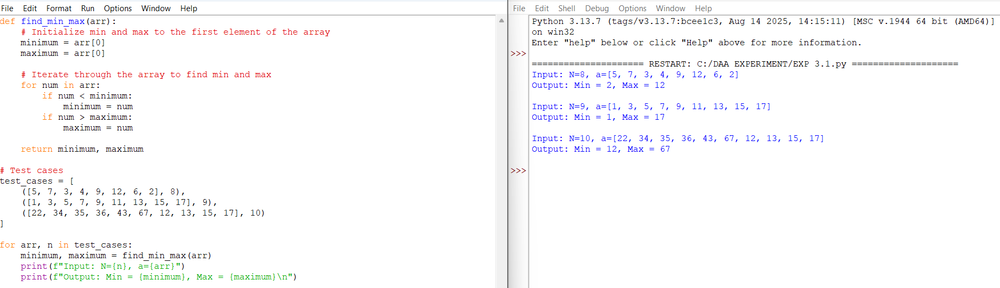 File Edit Format Run Options Window Help
def find_min_max(arr):
    # Initialize min and max to the first element of the array
    minimum = arr[0]
    maximum = arr[0]

    # Iterate through the array to find min and max
    for num in arr:
        if num < minimum:
            minimum = num
        if num > maximum:
            maximum = num

    return minimum, maximum

# Test cases
test_cases = [
    ([5, 7, 3, 4, 9, 12, 6, 2], 8),
    ([1, 3, 5, 7, 9, 11, 13, 15, 17], 9),
    ([22, 34, 35, 36, 43, 67, 12, 13, 15, 17], 10)
]

for arr, n in test_cases:
    minimum, maximum = find_min_max(arr)
    print(f"Input: N={n}, a={arr}")
    print(f"Output: Min = {minimum}, Max = {maximum}\n")
File Edit Shell Debug Options Window Help
Python 3.13.7 (tags/v3.13.7:bcee1c3, Aug 14 2025, 14:15:11) [MSC v.1944 64 bit (AMD64)]
on win32
Enter "help" below or click "Help" above for more information.
>>>
===================== RESTART: C:/DAA EXPERIMENT/EXP 3.1.py ====================
Input: N=8, a=[5, 7, 3, 4, 9, 12, 6, 2]
Output: Min = 2, Max = 12

Input: N=9, a=[1, 3, 5, 7, 9, 11, 13, 15, 17]
Output: Min = 1, Max = 17

Input: N=10, a=[22, 34, 35, 36, 43, 67, 12, 13, 15, 17]
Output: Min = 12, Max = 67

>>>